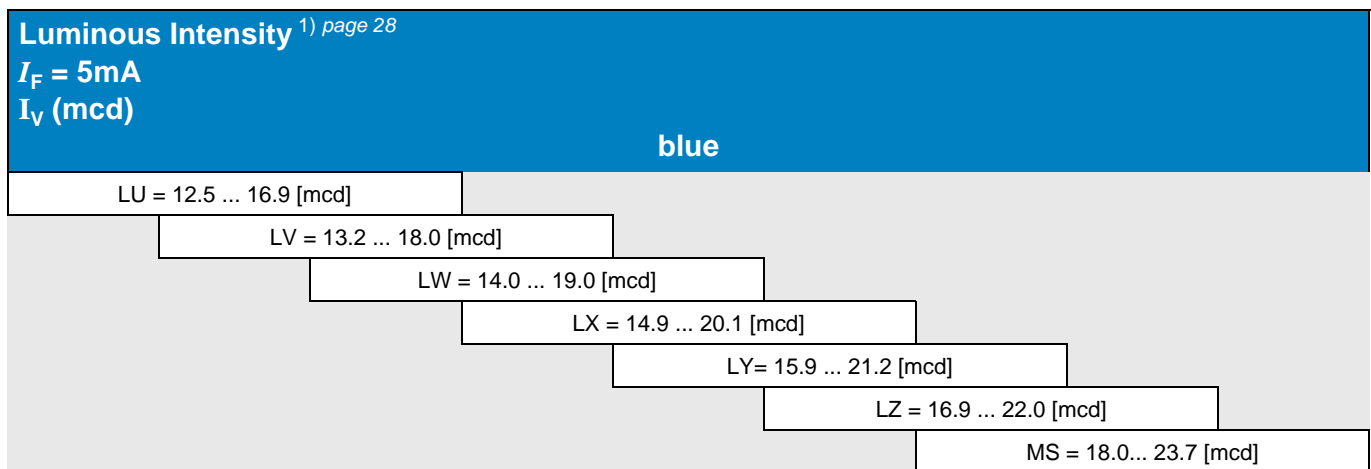 Luminous Intensity 1) page 28
IF = 5mA
IV (mcd)
blue
LU = 12.5 ... 16.9 [mcd]
LV = 13.2 ... 18.0 [mcd]
LW = 14.0 ... 19.0 [mcd]
LX = 14.9 ... 20.1 [mcd]
LY= 15.9 ... 21.2 [mcd]
LZ = 16.9 ... 22.0 [mcd]
MS = 18.0... 23.7 [mcd]